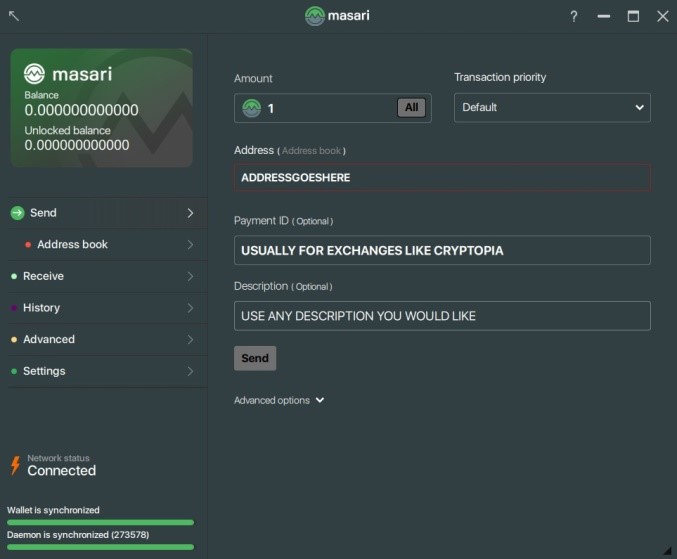 masari
?
masari
Balance
0.000000000000
Unlocked balance
0.000000000000
Send
Address book
Receive
History
Advanced
Settings
Network status
Connected
Wallet is synchronized
Daemon is synchronized (273578)
Amount
1 All
Transaction priority
Default
Address ( Address book )
ADDRESSGOESHERE
Payment ID ( Optional )
USUALLY FOR EXCHANGES LIKE CRYPTOPIA
Description ( Optional )
USE ANY DESCRIPTION YOU WOULD LIKE
Send
Advanced options